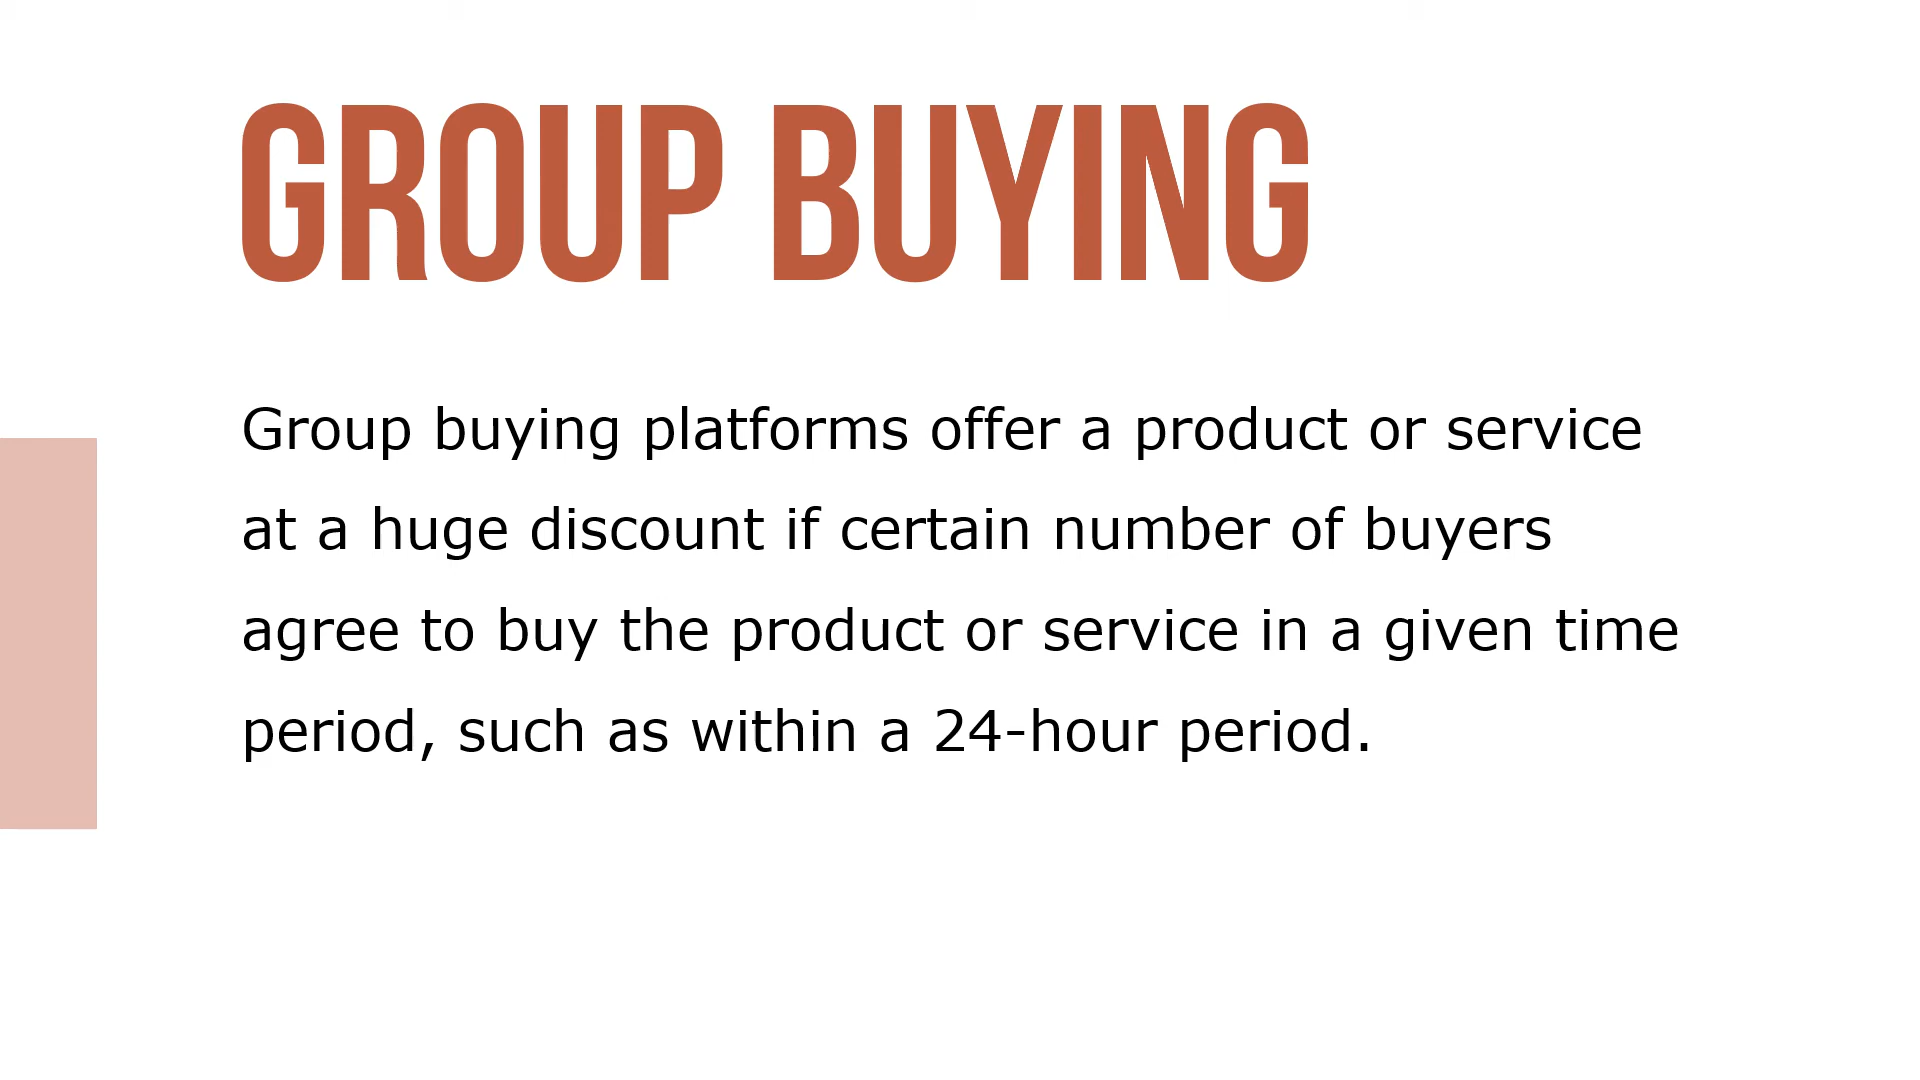 GROUP BUYING
Group buying platforms offer a product or service
at a huge discount if certain number of buyers
agree to buy the product or service in a given time
period, such as within a 24-hour period.